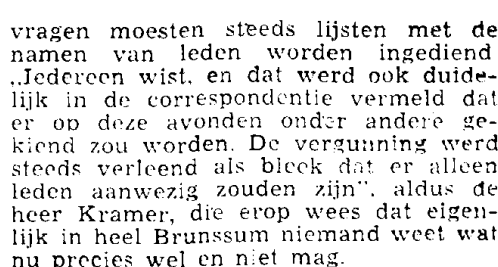 vragen moesten steeds lijsten met de
namen van leden worden ingediend
„Iedereen wist, en dat werd ook duide-
lijk in de correspondentie vermeld dat
er op deze avonden onder andere ge-
kiend zou worden. De vergunning werd
steeds verleend als bleek dat er alleen
leden aanwezig zouden zijn", aldus de
heer Kramer, die erop wees dat eigen-
lijk in heel Brunssum niemand weet wat
nu precies wel en niet mag.